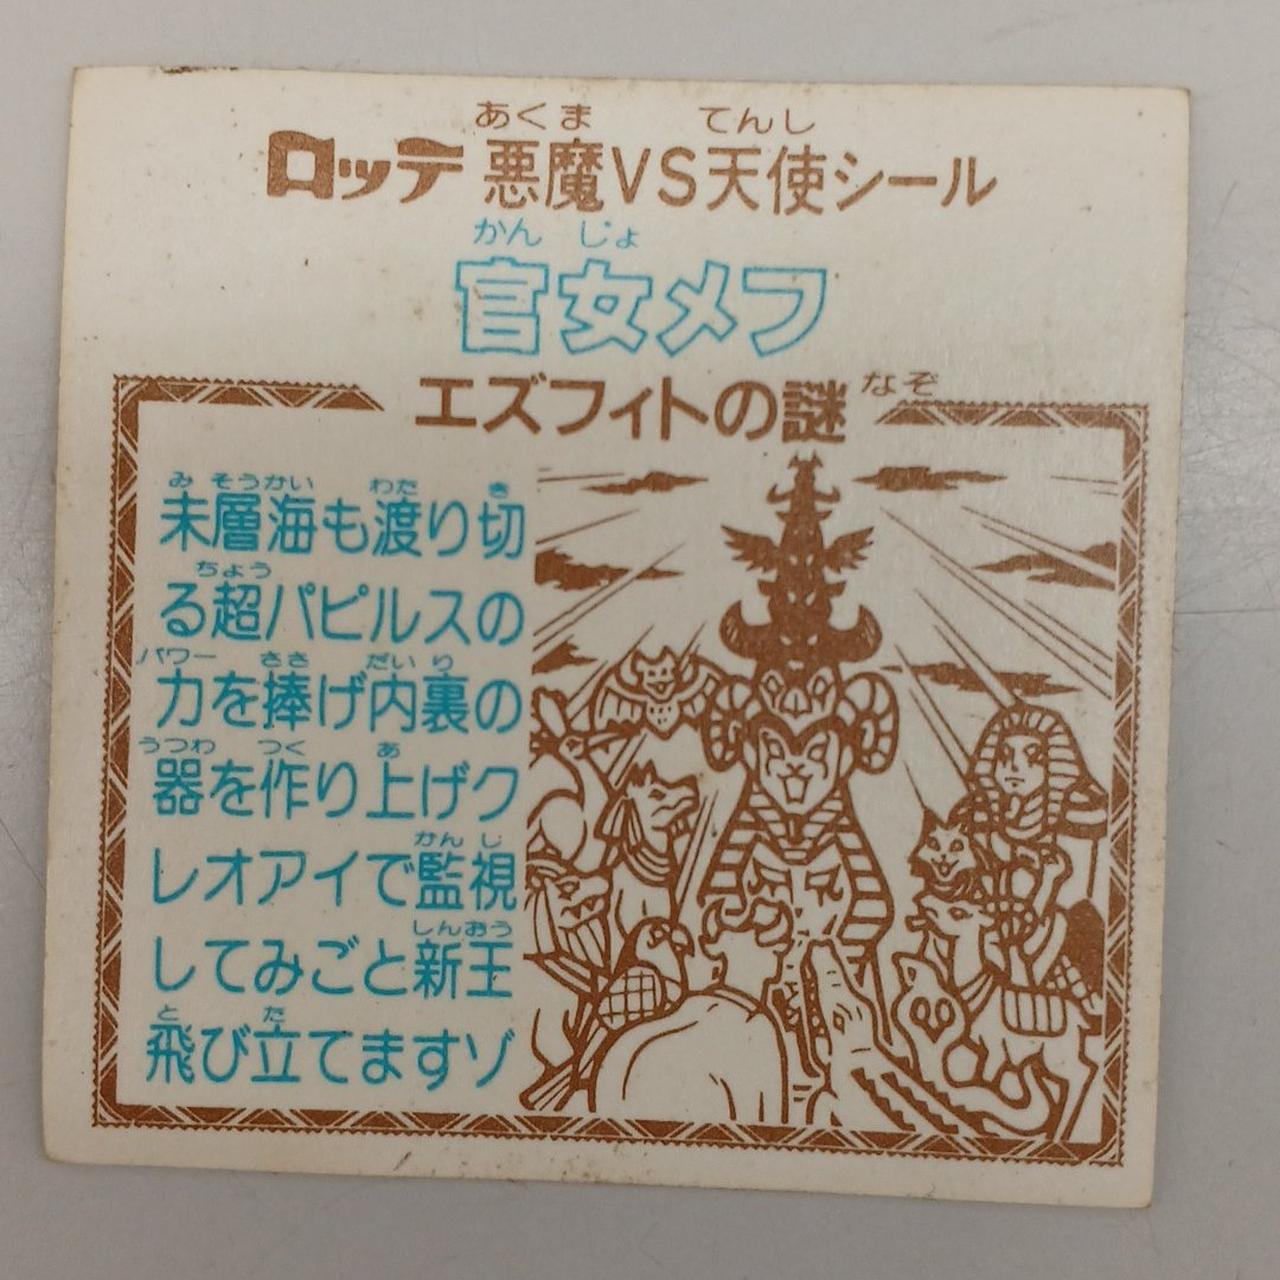 あくま てんし
ロッテ 悪魔VS天使シール
かん じょ
官女メフ
エズフィトの謎 なぞ
み そうかい わた き
未層海も渡り切
ちょう
る超パピルスの
パワー ささ だい り
力を捧げ内裏の
うつわ つく あ
器を作り上げク
かん し
レオアイで監視
しんおう
してみごと新王
と た
飛び立てますゾ